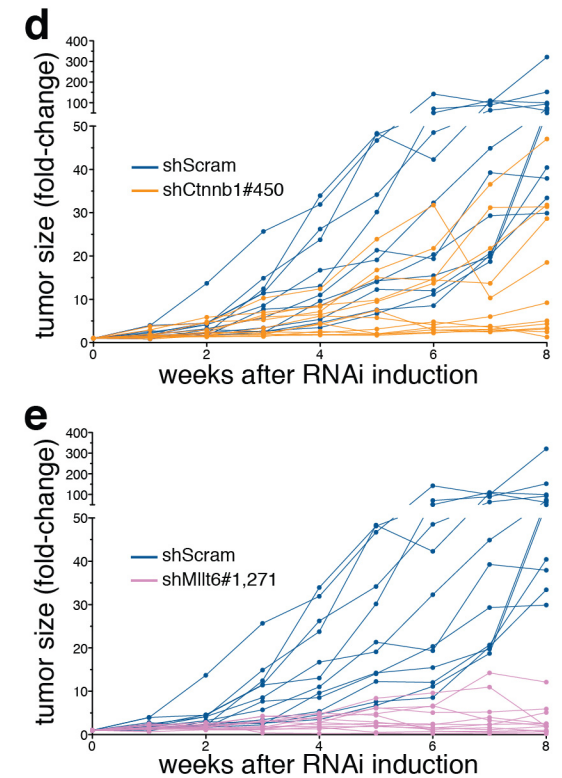 d
tumor size (fold-change)
400
300
200
100
50
40
30
20
10
0
shScram
shCtnnb1#450
0 2 4 6 8
weeks after RNAi induction
e
tumor size (fold-change)
400
300
200
100
50
40
30
20
10
0
shScram
shMllt6#1,271
0 2 4 6 8
weeks after RNAi induction